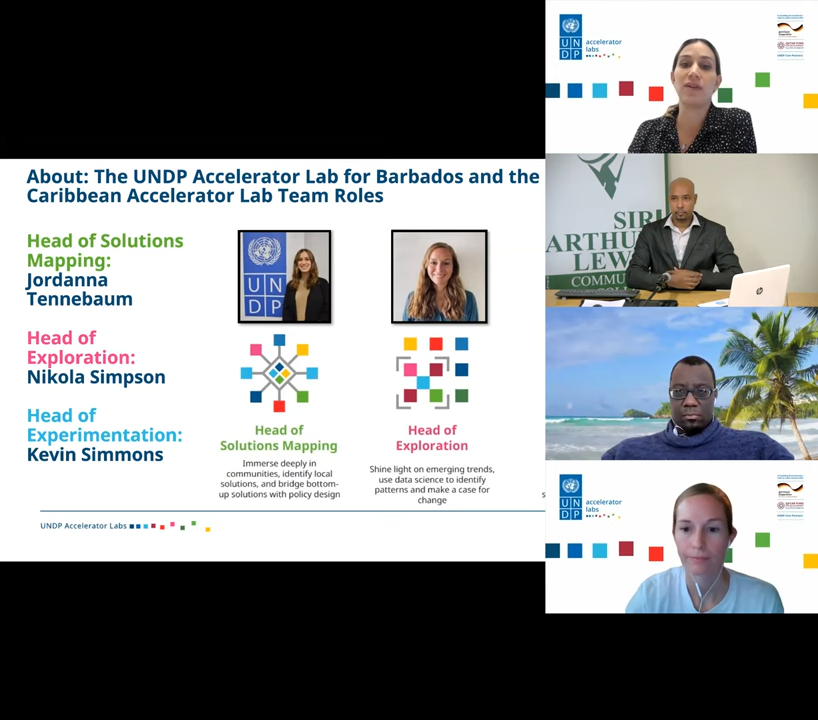 About: The UNDP Accelerator Lab for Barbados and the
Caribbean Accelerator Lab Team Roles
Head of Solutions
Mapping:
Jordanna
Tennebaum
Head of
Exploration:
Nikola Simpson
Head of
Experimentation:
Kevin Simmons
U N
D P
Head of
Solutions Mapping
Immerse deeply in
communities, identify local
solutions, and bridge bottom-
up solutions with policy design
Head of
Exploration
Shine light on emerging trends,
use data science to identify
patterns and make a case for
change
s
UNDP Accelerator Labs
U N
D P
accelerator
labs
SIR
ARTHUR
LEW
COMMU
hp
U N
D P
accelerator
labs